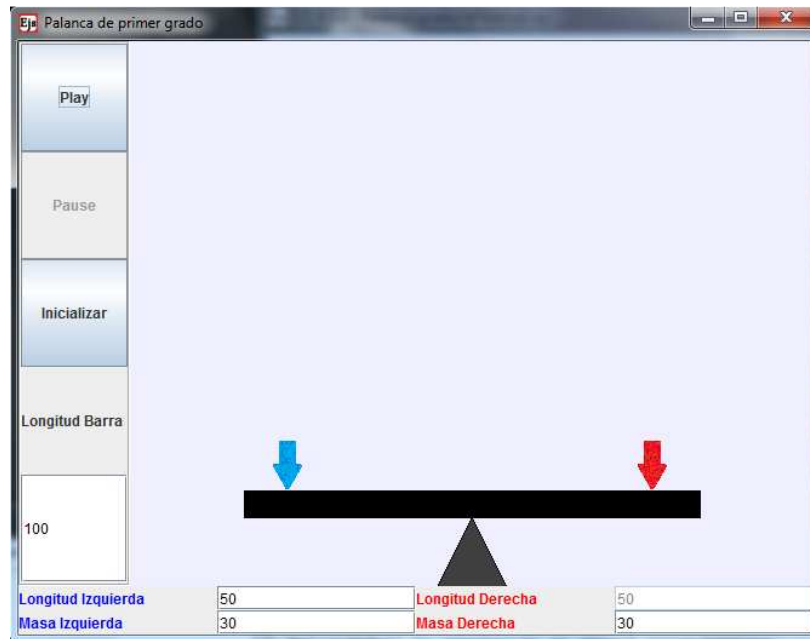 Ejs Palanca de primer grado
Play
Pause
Inicializar
Longitud Barra
100
Longitud Izquierda 50 Longitud Derecha 50
Masa Izquierda 30 Masa Derecha 30